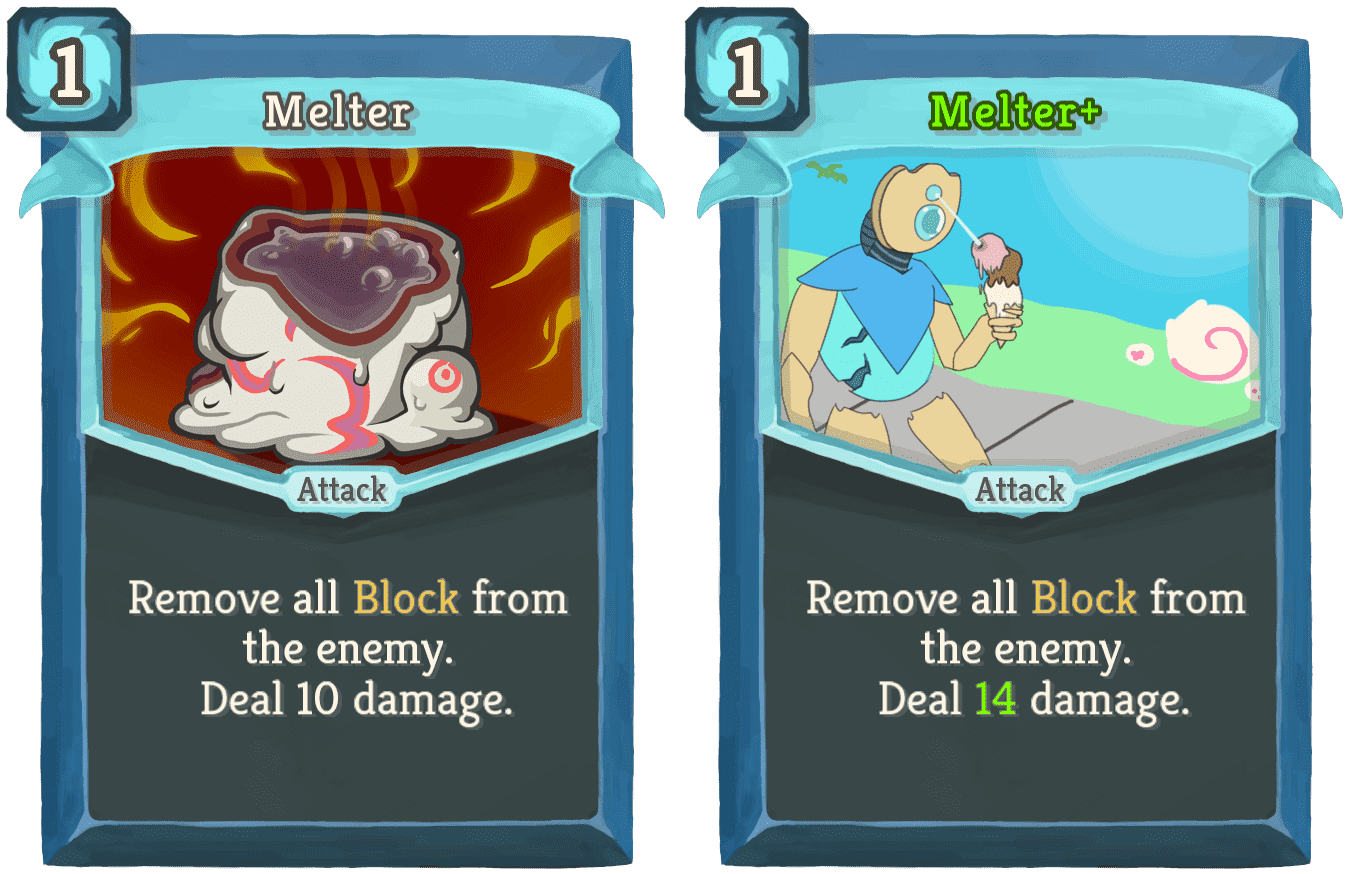 1
Melter
Attack
Remove all Block from
the enemy.
Deal 10 damage.
1
Melter+
Attack
Remove all Block from
the enemy.
Deal 14 damage.